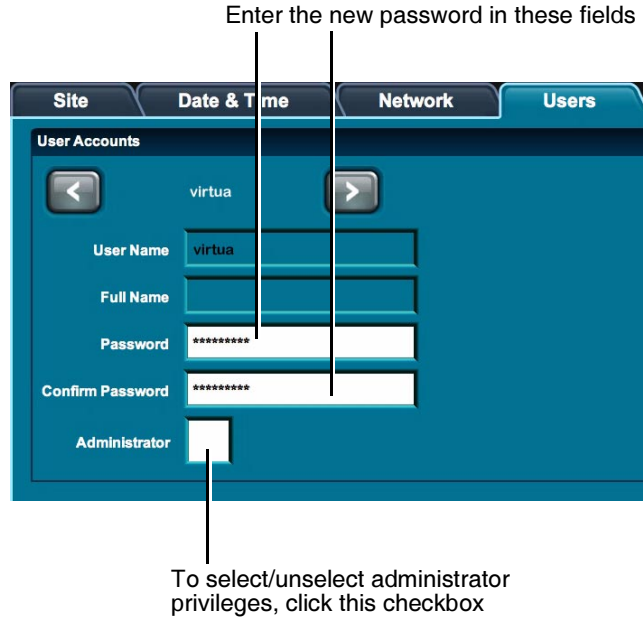 Enter the new password in these fields
Site Date & Time Network Users
User Accounts
< virtua >
User Name virtua
Full Name
Password *********
Confirm Password *********
Administrator
To select/unselect administrator
privileges, click this checkbox